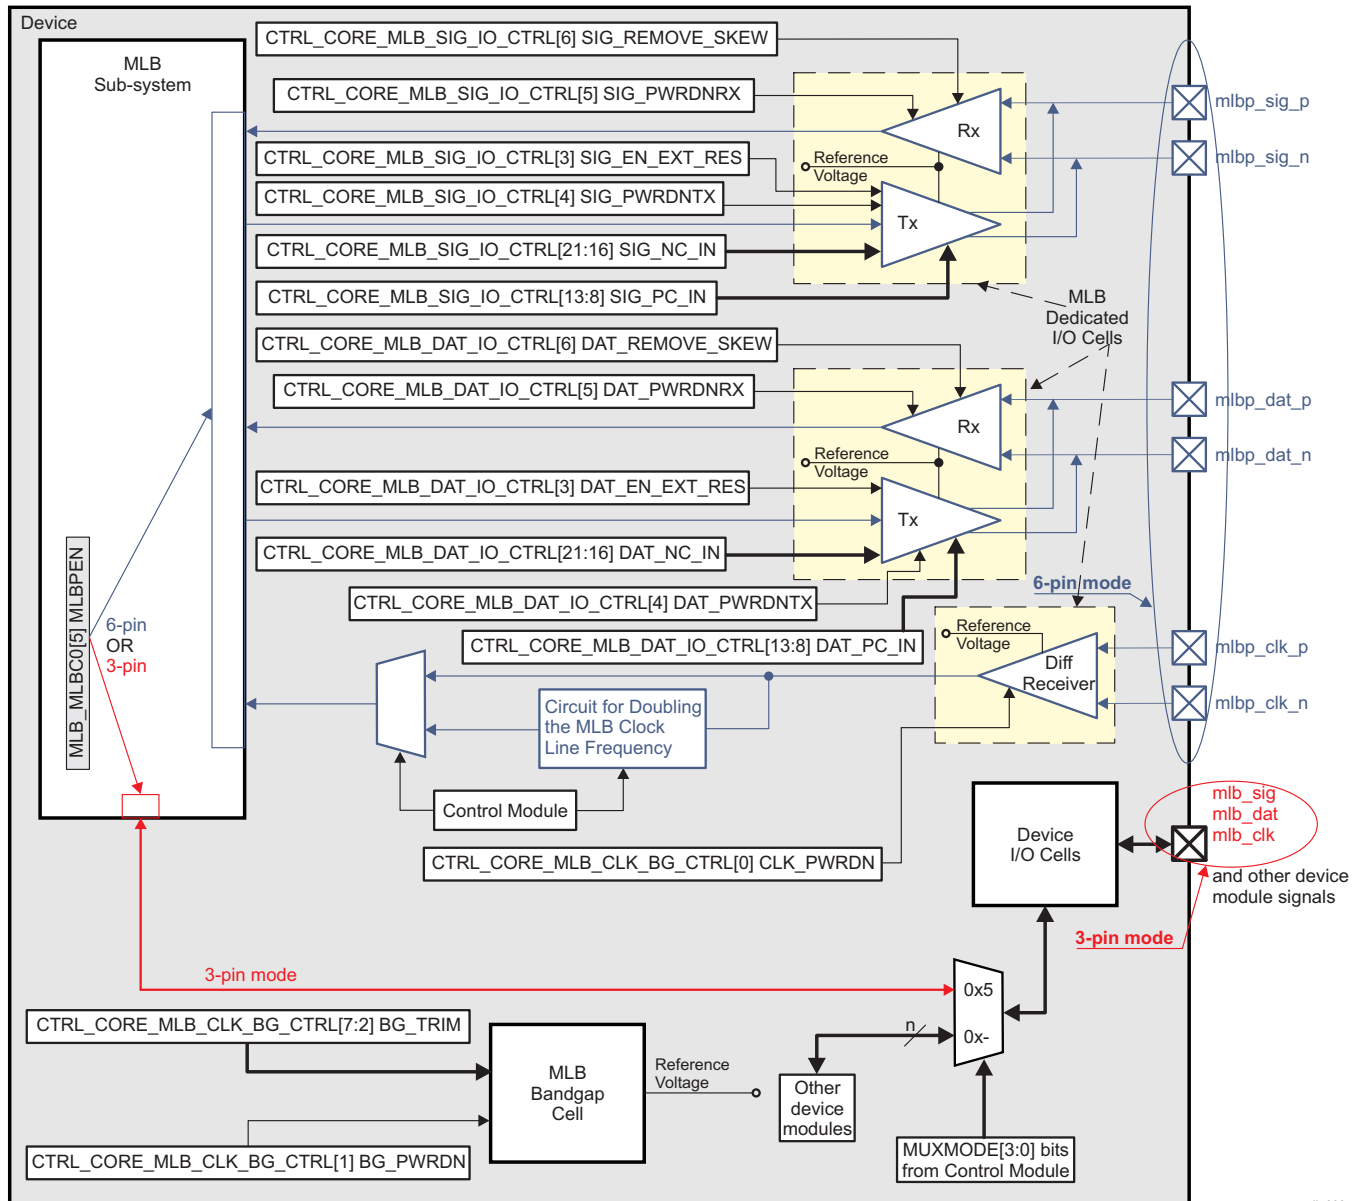 Device
MLB
Sub-system
CTRL_CORE_MLB_SIG_IO_CTRL[6] SIG_REMOVE_SKEW
CTRL_CORE_MLB_SIG_IO_CTRL[5] SIG_PWRDNRX
CTRL_CORE_MLB_SIG_IO_CTRL[3] SIG_EN_EXT_RES
CTRL_CORE_MLB_SIG_IO_CTRL[4] SIG_PWRDNTX
CTRL_CORE_MLB_SIG_IO_CTRL[21:16] SIG_NC_IN
CTRL_CORE_MLB_SIG_IO_CTRL[13:8] SIG_PC_IN
Rx
Reference
Voltage
Tx
mlbp_sig_p
mlbp_sig_n
MLB
Dedicated
I/O Cells
CTRL_CORE_MLB_DAT_IO_CTRL[6] DAT_REMOVE_SKEW
CTRL_CORE_MLB_DAT_IO_CTRL[5] DAT_PWRDNRX
CTRL_CORE_MLB_DAT_IO_CTRL[3] DAT_EN_EXT_RES
CTRL_CORE_MLB_DAT_IO_CTRL[21:16] DAT_NC_IN
CTRL_CORE_MLB_DAT_IO_CTRL[4] DAT_PWRDNTX
CTRL_CORE_MLB_DAT_IO_CTRL[13:8] DAT_PC_IN
Rx
Reference
Voltage
Tx
mlbp_dat_p
mlbp_dat_n
6-pin mode
MLB_MLBC0[5] MLBPEN
6-pin
OR
3-pin
Reference
Voltage
Diff
Receiver
mlbp_clk_p
mlbp_clk_n
Circuit for Doubling
the MLB Clock
Line Frequency
Control Module
CTRL_CORE_MLB_CLK_BG_CTRL[0] CLK_PWRDN
Device
I/O Cells
mlb_sig
mlb_dat
mlb_clk
and other device
module signals
3-pin mode
3-pin mode
0x5
0x-
n
CTRL_CORE_MLB_CLK_BG_CTRL[7:2] BG_TRIM
MLB
Bandgap
Cell
Reference
Voltage
Other
device
modules
CTRL_CORE_MLB_CLK_BG_CTRL[1] BG_PWRDN
MUXMODE[3:0] bits
from Control Module